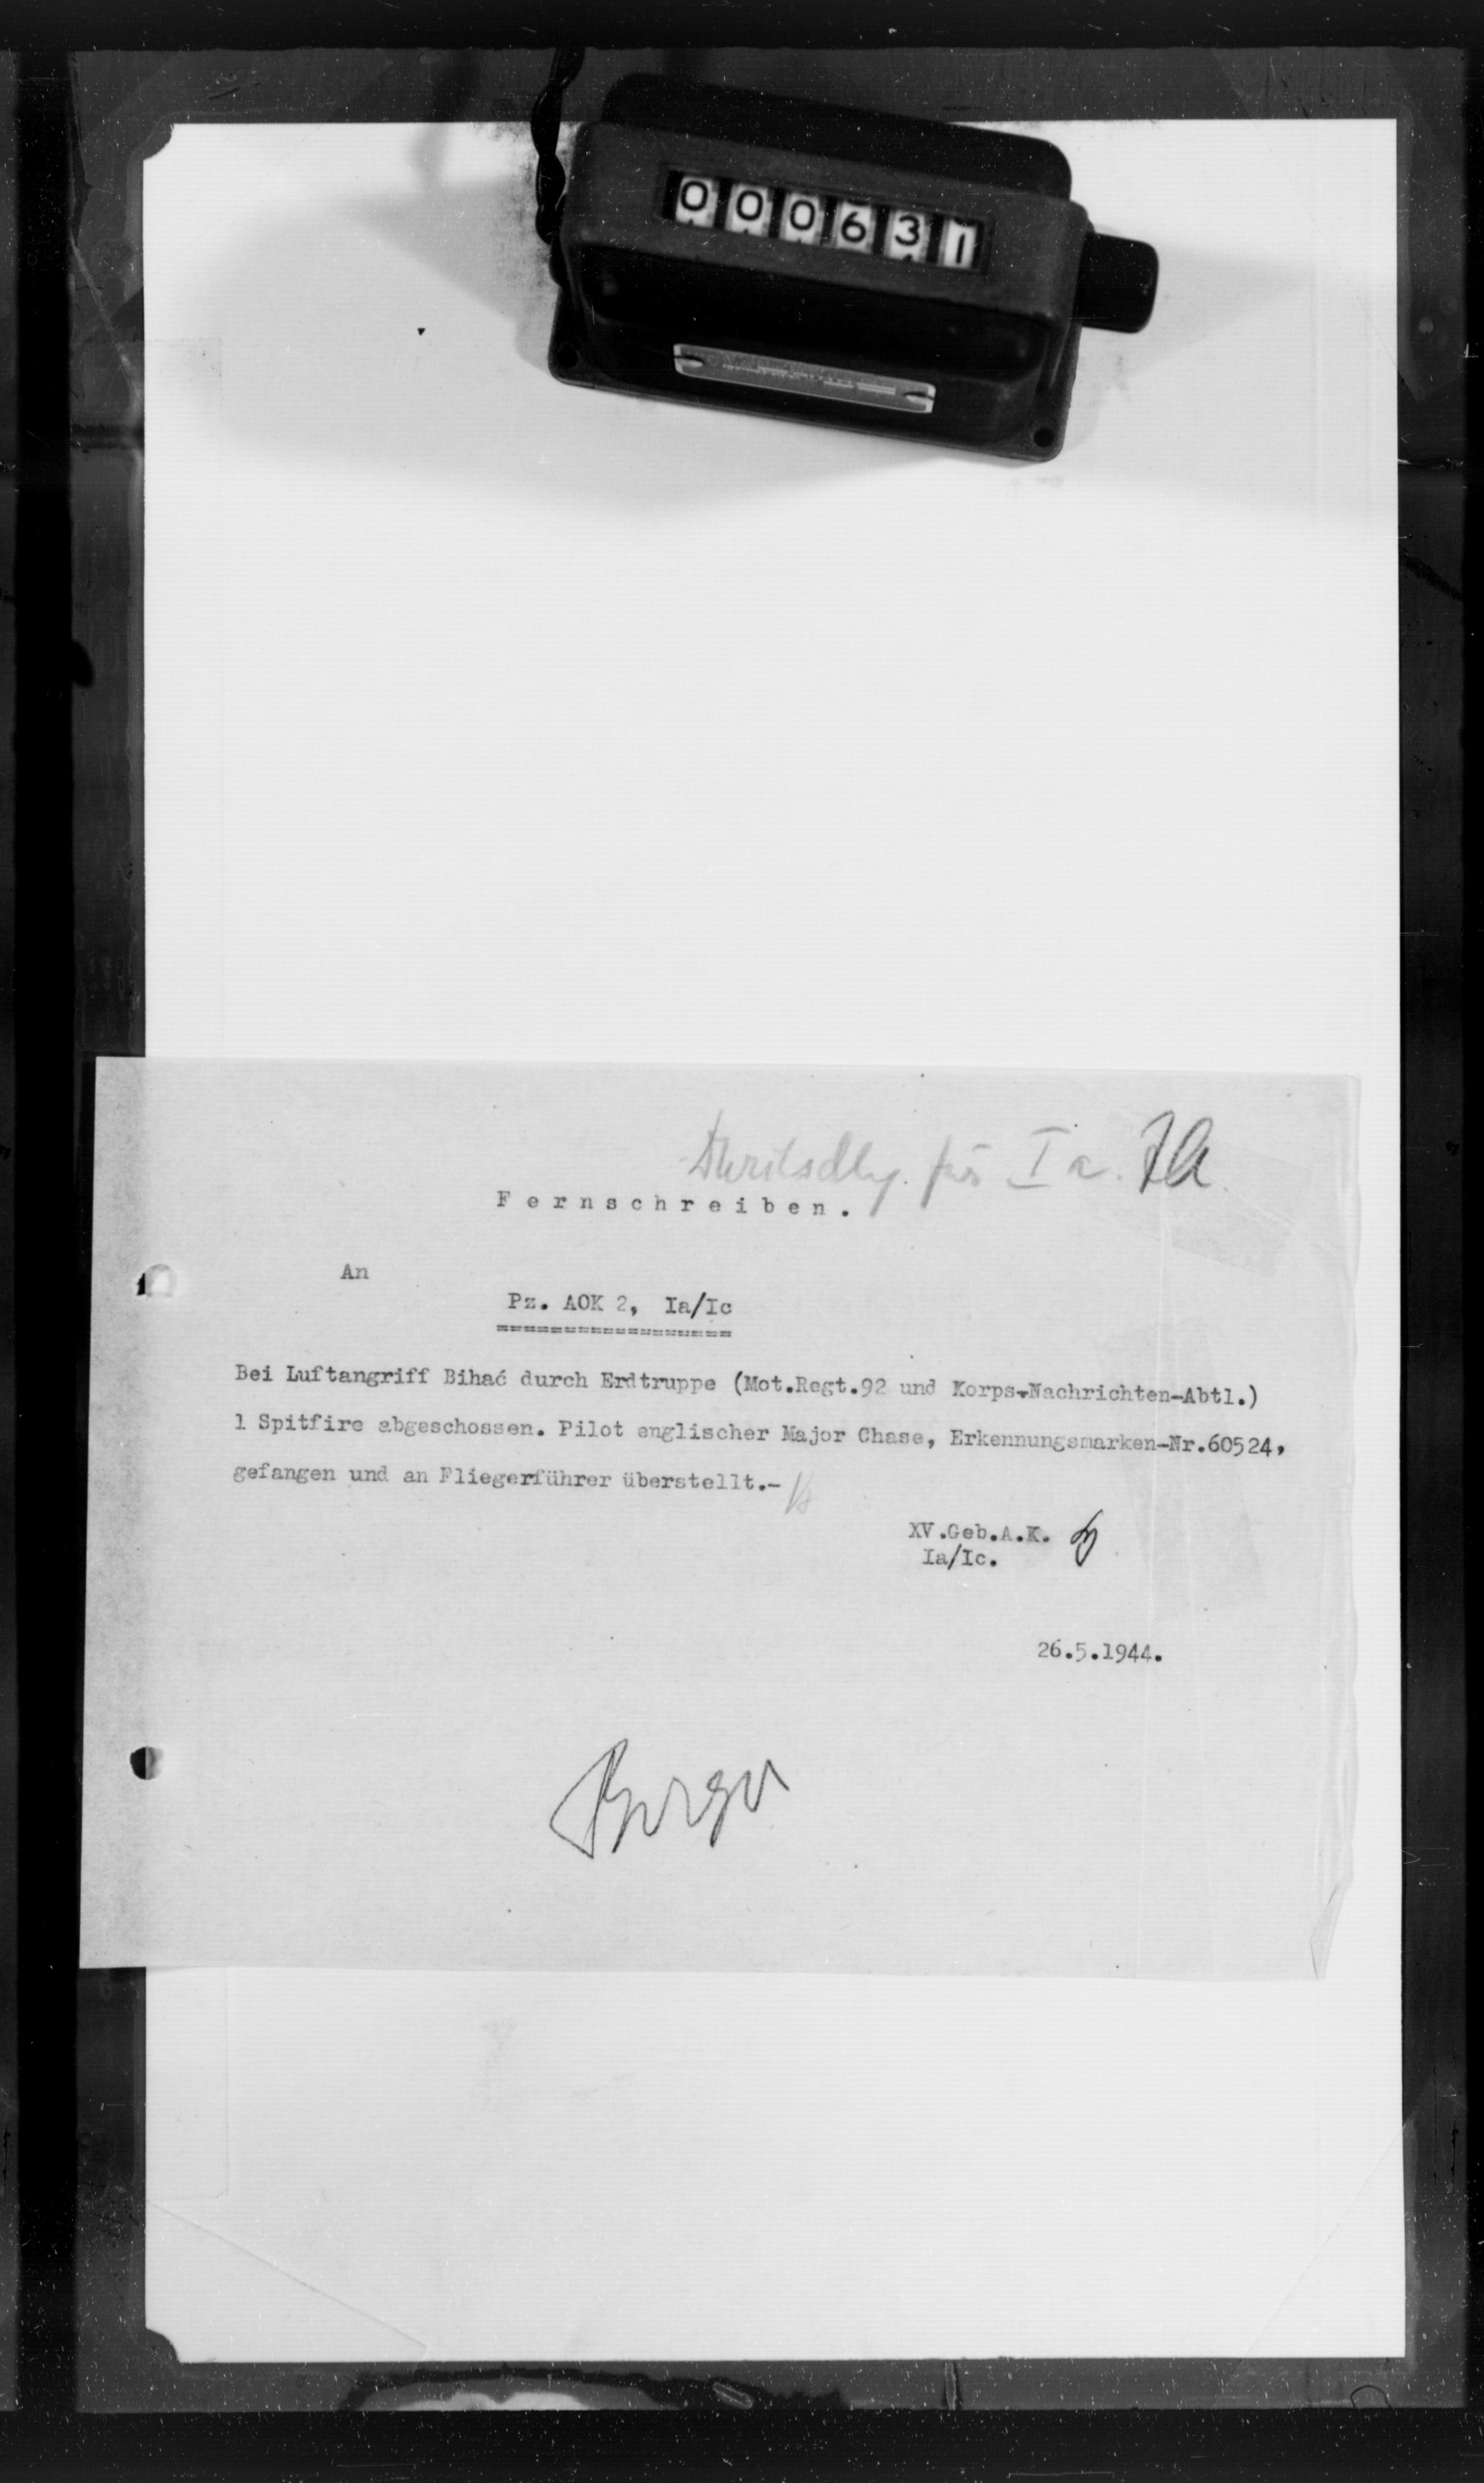 000631
für Ia.
Fernschreiben.
An
Pz. AOK 2, Ia/Ic
===================
Bei Luftangriff Bihać durch Erdtruppe (Mot.Regt.92 und Korps-Nachrichten-Abtl.)
1 Spitfire abgeschossen. Pilot englischer Major Chase, Erkennungsmarken-Nr.60524,
gefangen und an Fliegerführer überstellt.-
XV.Geb.A.K.
Ia/Ic.
26.5.1944.